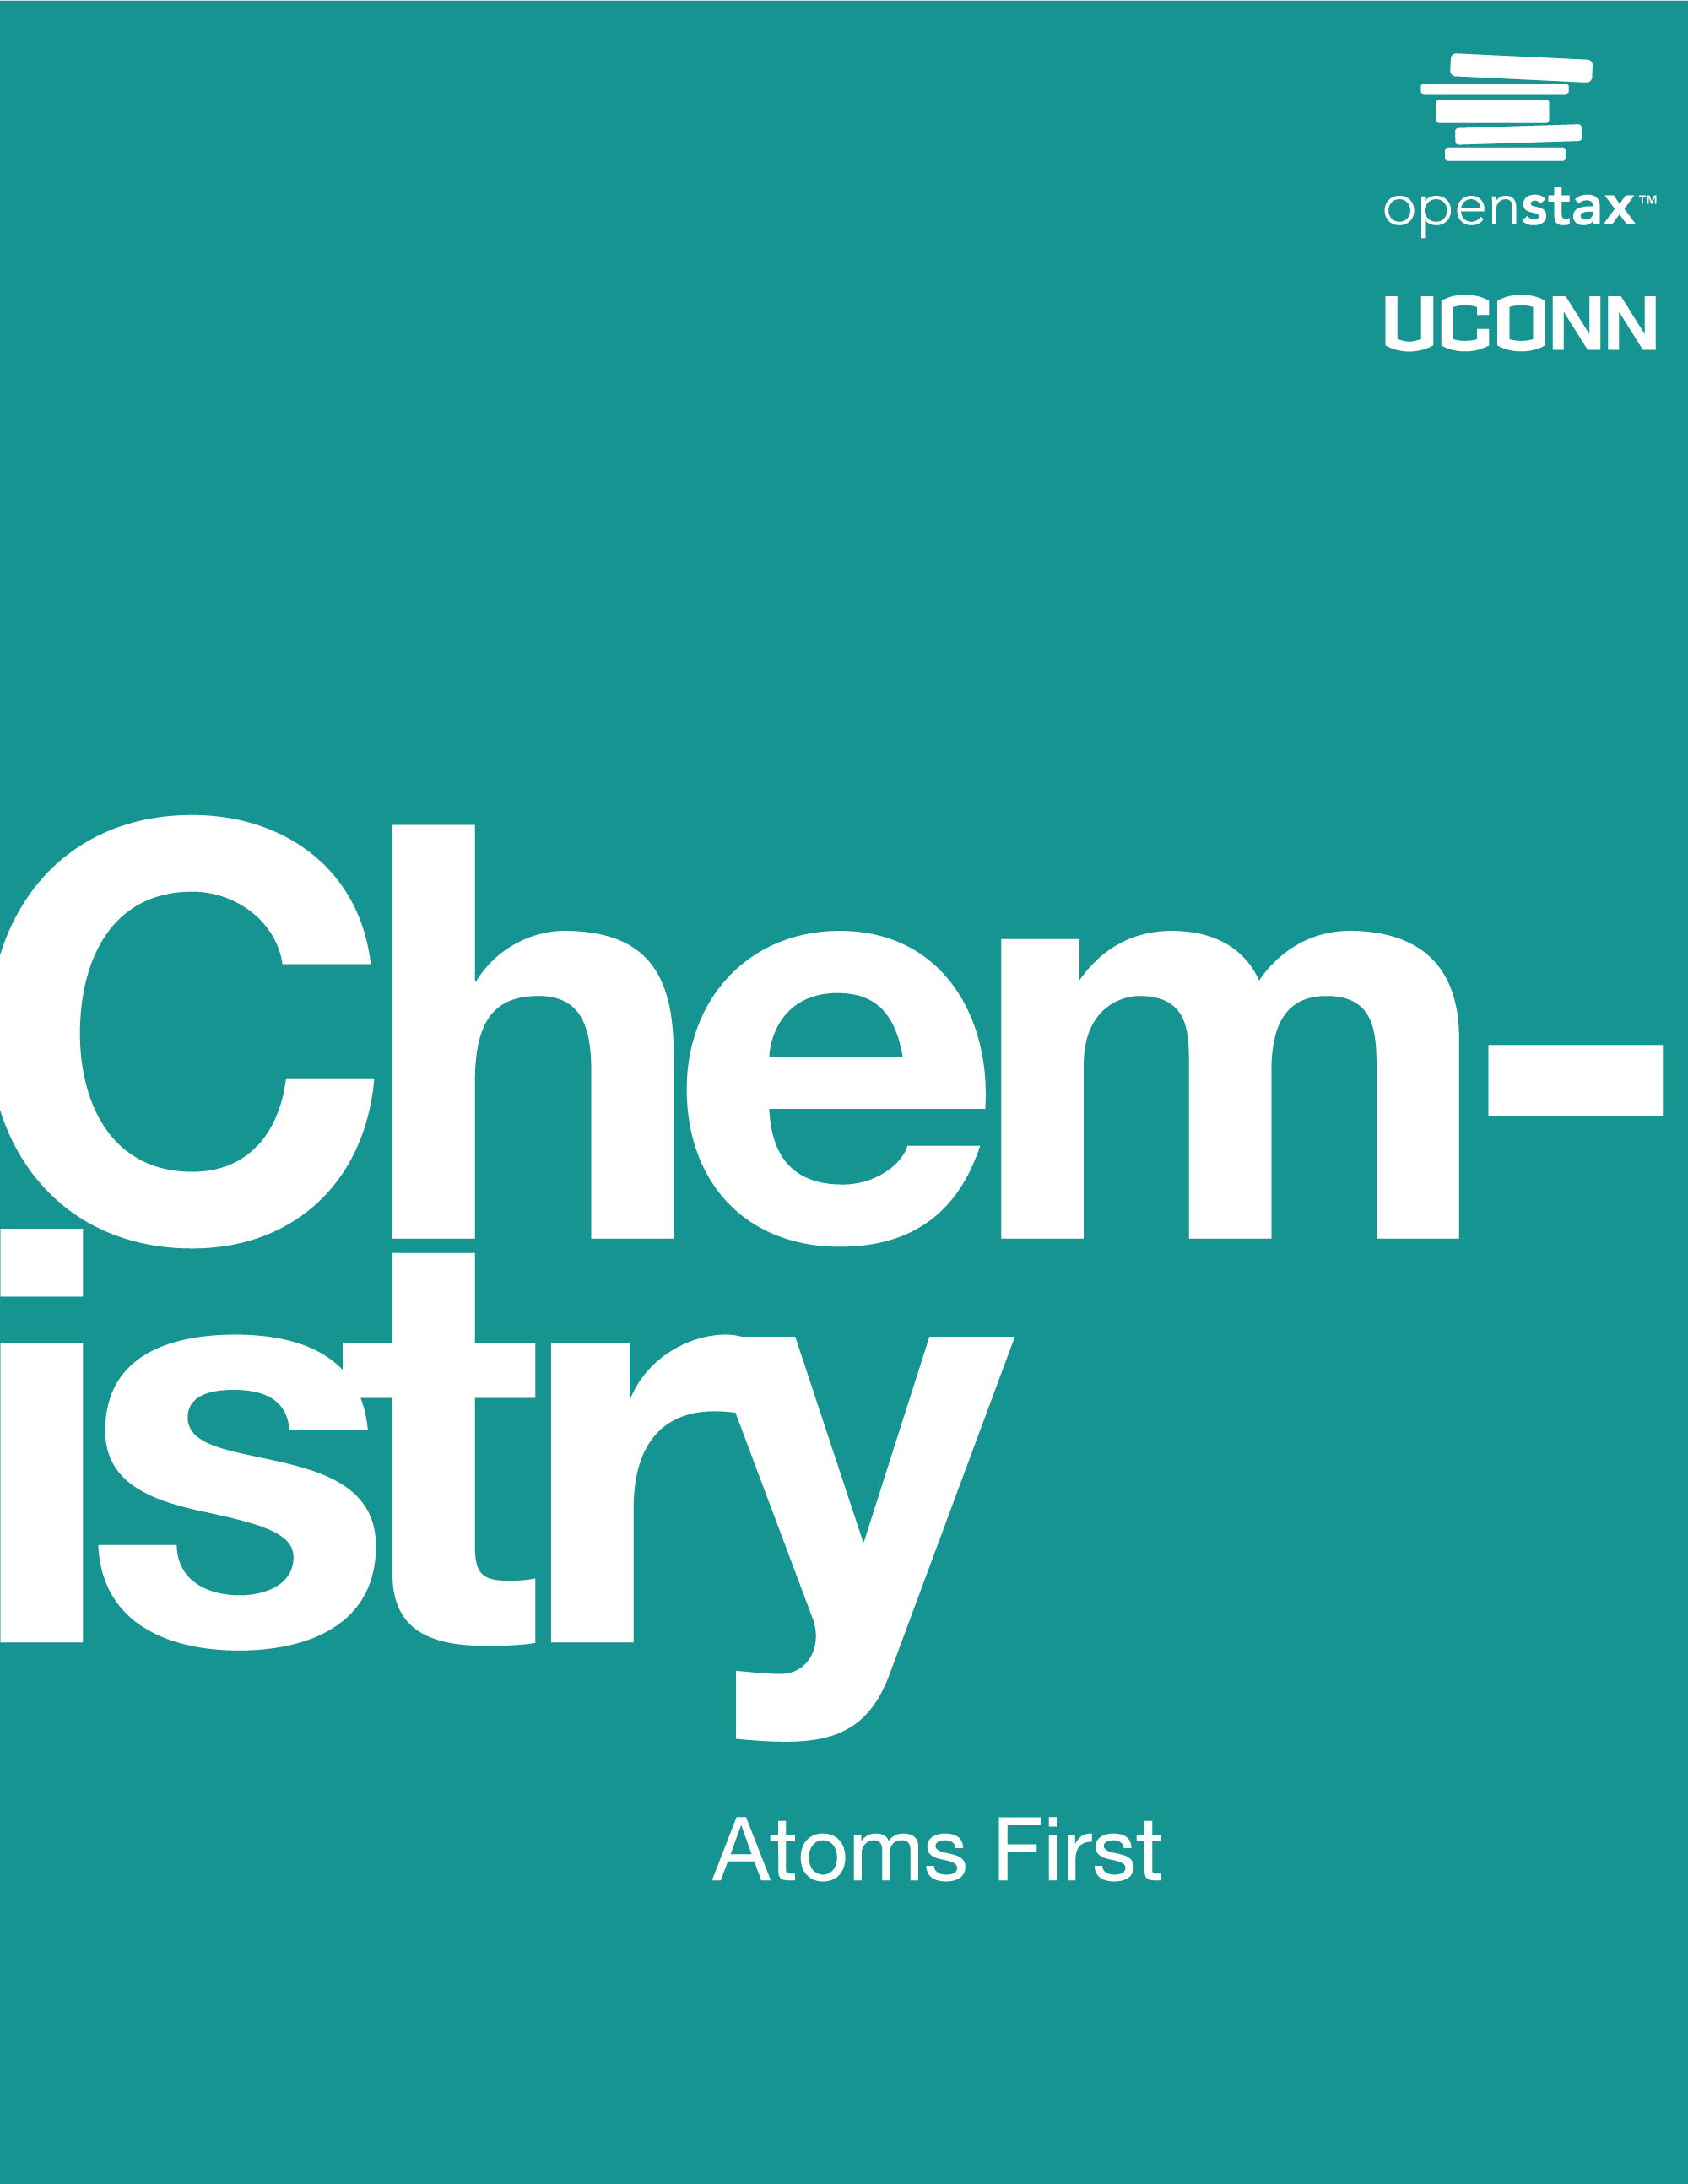 openstax™
UCONN
Chem-
istry
Atoms First